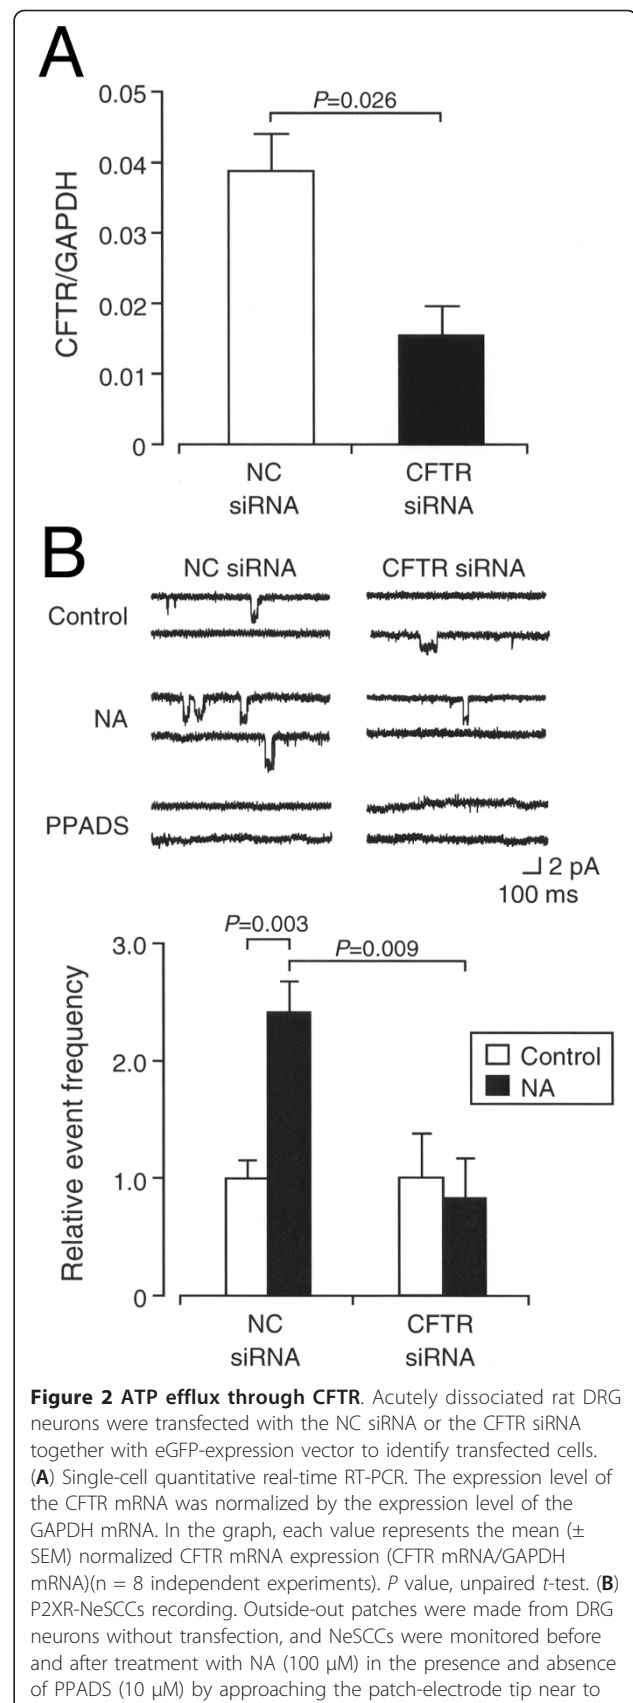 A
0.05
0.04
0.03
0.02
0.01
0
CFTR/GAPDH
P=0.026
NC
siRNA
CFTR
siRNA
B
NC siRNA
CFTR siRNA
Control
NA
PPADS
2 pA
100 ms
3.0
2.0
1.0
0
Relative event frequency
P=0.003
P=0.009
Control
NA
NC
siRNA
CFTR
siRNA
Figure 2 ATP efflux through CFTR. Acutely dissociated rat DRG
neurons were transfected with the NC siRNA or the CFTR siRNA
together with eGFP-expression vector to identify transfected cells.
(A) Single-cell quantitative real-time RT-PCR. The expression level of
the CFTR mRNA was normalized by the expression level of the
GAPDH mRNA. In the graph, each value represents the mean (±
SEM) normalized CFTR mRNA expression (CFTR mRNA/GAPDH
mRNA)(n = 8 independent experiments). P value, unpaired t-test. (B)
P2XR-NeSCCs recording. Outside-out patches were made from DRG
neurons without transfection, and NeSCCs were monitored before
and after treatment with NA (100 μM) in the presence and absence
of PPADS (10 μM) by approaching the patch-electrode tip near to